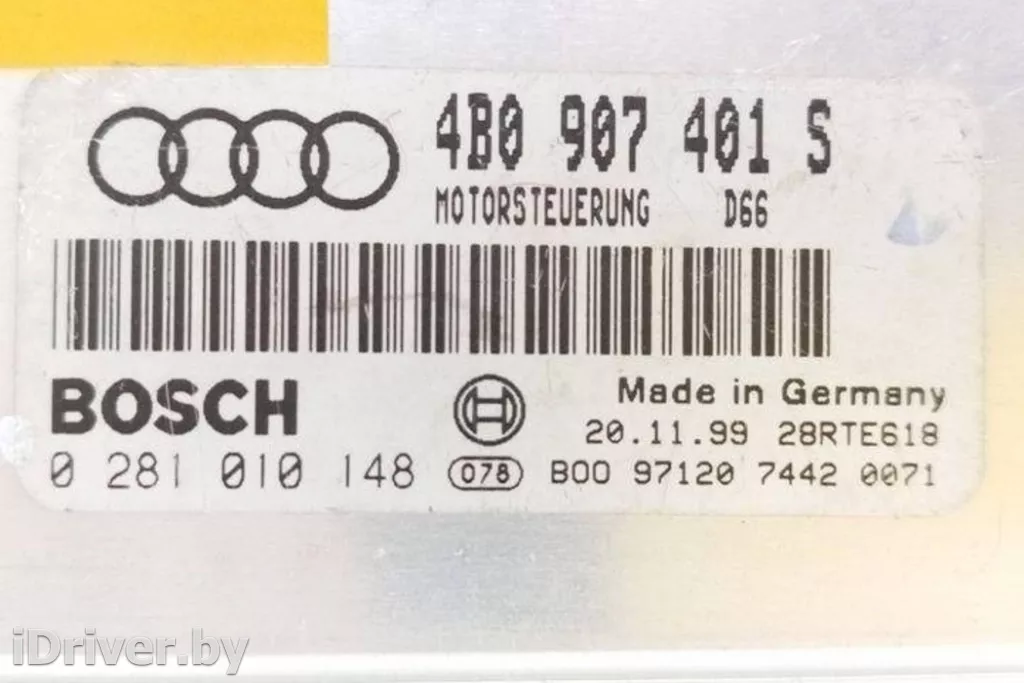 4B0 907 401 S
MOTORSTEUERUNG D66
BOSCH
Made in Germany
20.11.99 28RTE618
0 281 010 148 078 B00 97120 7442 0071
iDriver.by